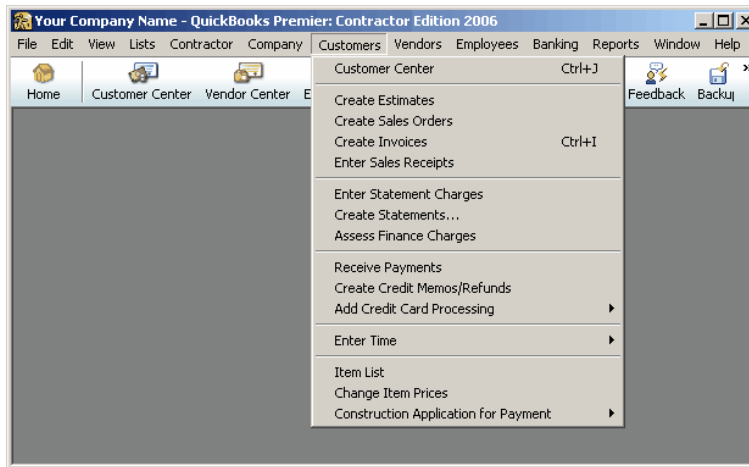 Your Company Name - QuickBooks Premier: Contractor Edition 2006
File Edit View Lists Contractor Company Customers Vendors Employees Banking Reports Window Help
Home Customer Center Vendor Center E Feedback Backup
Customer Center Ctrl+J
Create Estimates
Create Sales Orders
Create Invoices Ctrl+I
Enter Sales Receipts
Enter Statement Charges
Create Statements...
Assess Finance Charges
Receive Payments
Create Credit Memos/Refunds
Add Credit Card Processing
Enter Time
Item List
Change Item Prices
Construction Application for Payment